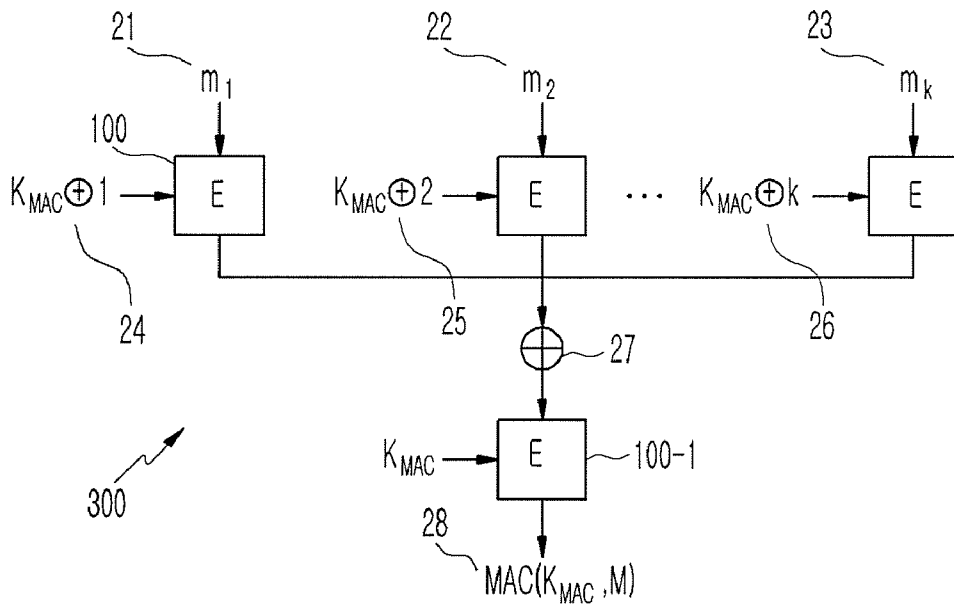 21 22 23
m1 m2 mk
100
KMAC⊕1 E KMAC⊕2 E ... KMAC⊕k E
24 25 26
27
KMAC E
100-1
300
28
MAC(KMAC,M)